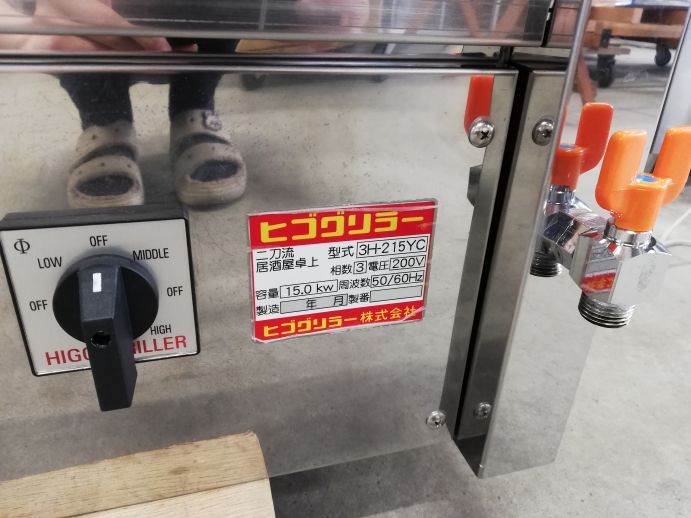 Φ
OFF
LOW
MIDDLE
OFF
OFF
HIGH
ヒゴグリラー
二刀流
居酒屋卓上
型式 3H-215YC
相数 3 電圧 200V
容量 15.0 kw 周波数 50/60Hz
製造 年 月 製番
ヒゴグリラー株式会社